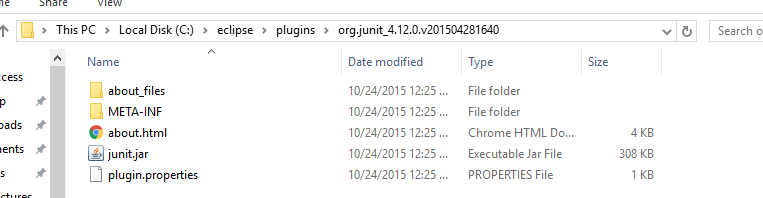 This PC > Local Disk (C:) > eclipse > plugins > org.junit_4.12.0.v201504281640
Search o
Name Date modified Type Size
ccess
p
oads
ments
s
ctures
about_files 10/24/2015 12:25 ... File folder
META-INF 10/24/2015 12:25 ... File folder
about.html 10/24/2015 12:25 ... Chrome HTML Do... 4 KB
junit.jar 10/24/2015 12:25 ... Executable Jar File 308 KB
plugin.properties 10/24/2015 12:25 ... PROPERTIES File 1 KB